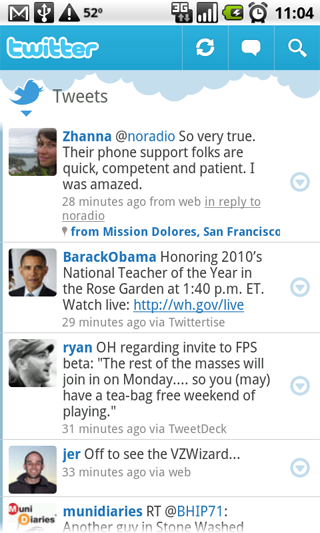 52°
3G
11:04
twitter
Tweets
Zhanna @noradio So very true.
Their phone support folks are
quick, competent and patient. I
was amazed.
28 minutes ago from web in reply to
noradio
from Mission Dolores, San Francisco
BarackObama Honoring 2010's
National Teacher of the Year in
the Rose Garden at 1:40 p.m. ET.
Watch live: http://wh.gov/live
29 minutes ago via Twittertise
ryan OH regarding invite to FPS
beta: "The rest of the masses will
join in on Monday.... so you (may)
have a tea-bag free weekend of
playing."
31 minutes ago via TweetDeck
jer Off to see the VZWizard...
33 minutes ago via web
Muni
Diaries
munidiaries RT @BHIP71:
Another guy in Stone Washed